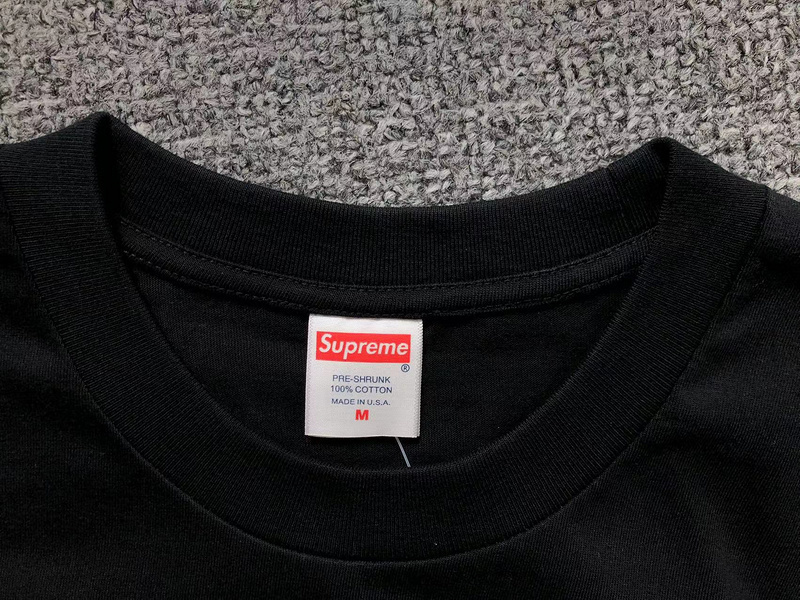 Supreme
®
PRE-SHRUNK
100% COTTON
MADE IN U.S.A.
M